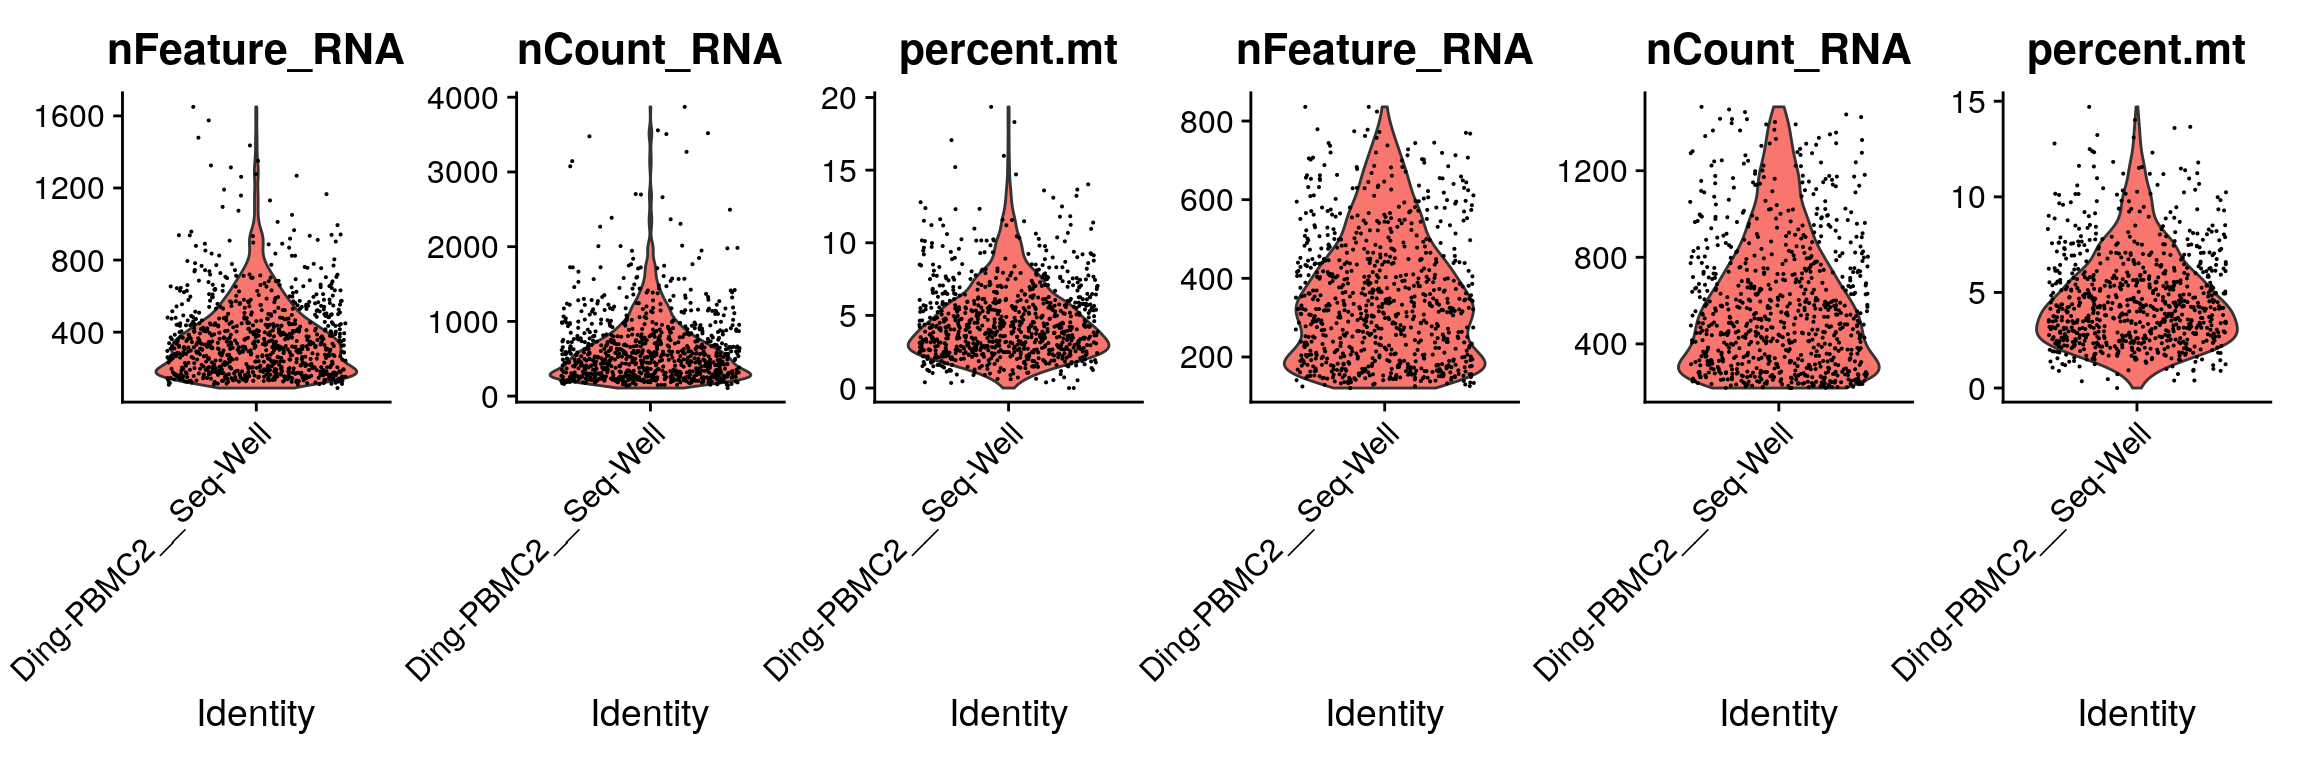 nFeature_RNA
1600
1200
800
400
Ding-PBMC2__Seq-Well
Identity
nCount_RNA
4000
3000
2000
1000
0
Ding-PBMC2__Seq-Well
Identity
percent.mt
20
15
10
5
0
Ding-PBMC2__Seq-Well
Identity
nFeature_RNA
800
600
400
200
Ding-PBMC2__Seq-Well
Identity
nCount_RNA
1200
800
400
Ding-PBMC2__Seq-Well
Identity
percent.mt
15
10
5
0
Ding-PBMC2__Seq-Well
Identity